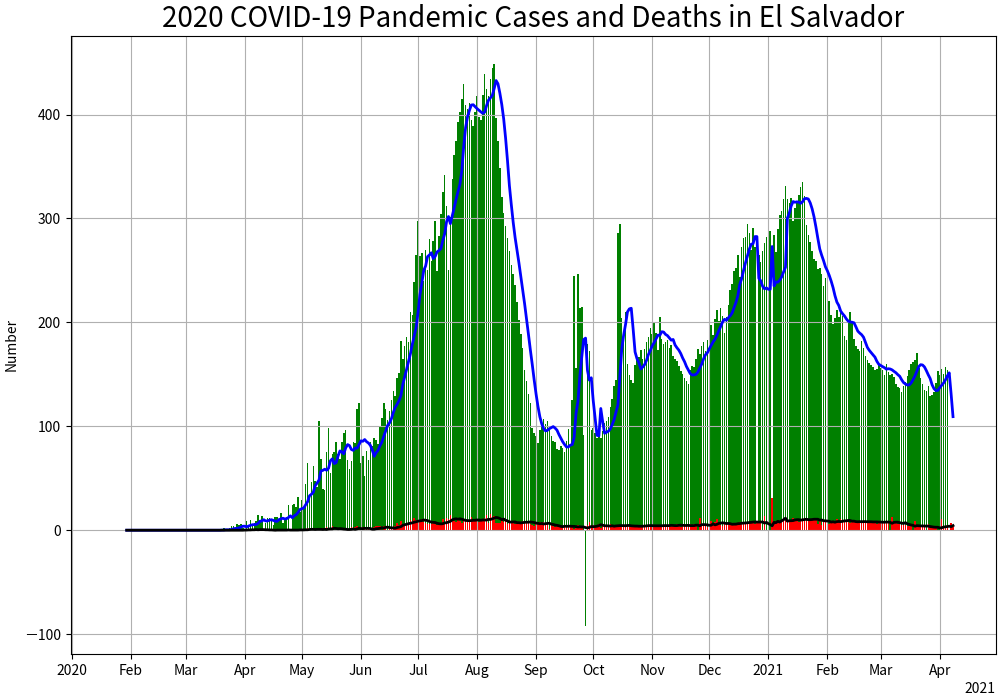 2020 COVID-19 Pandemic Cases and Deaths in El Salvador
Number
400
300
200
100
0
−100
2020 Feb Mar Apr May Jun Jul Aug Sep Oct Nov Dec 2021 Feb Mar Apr
2021